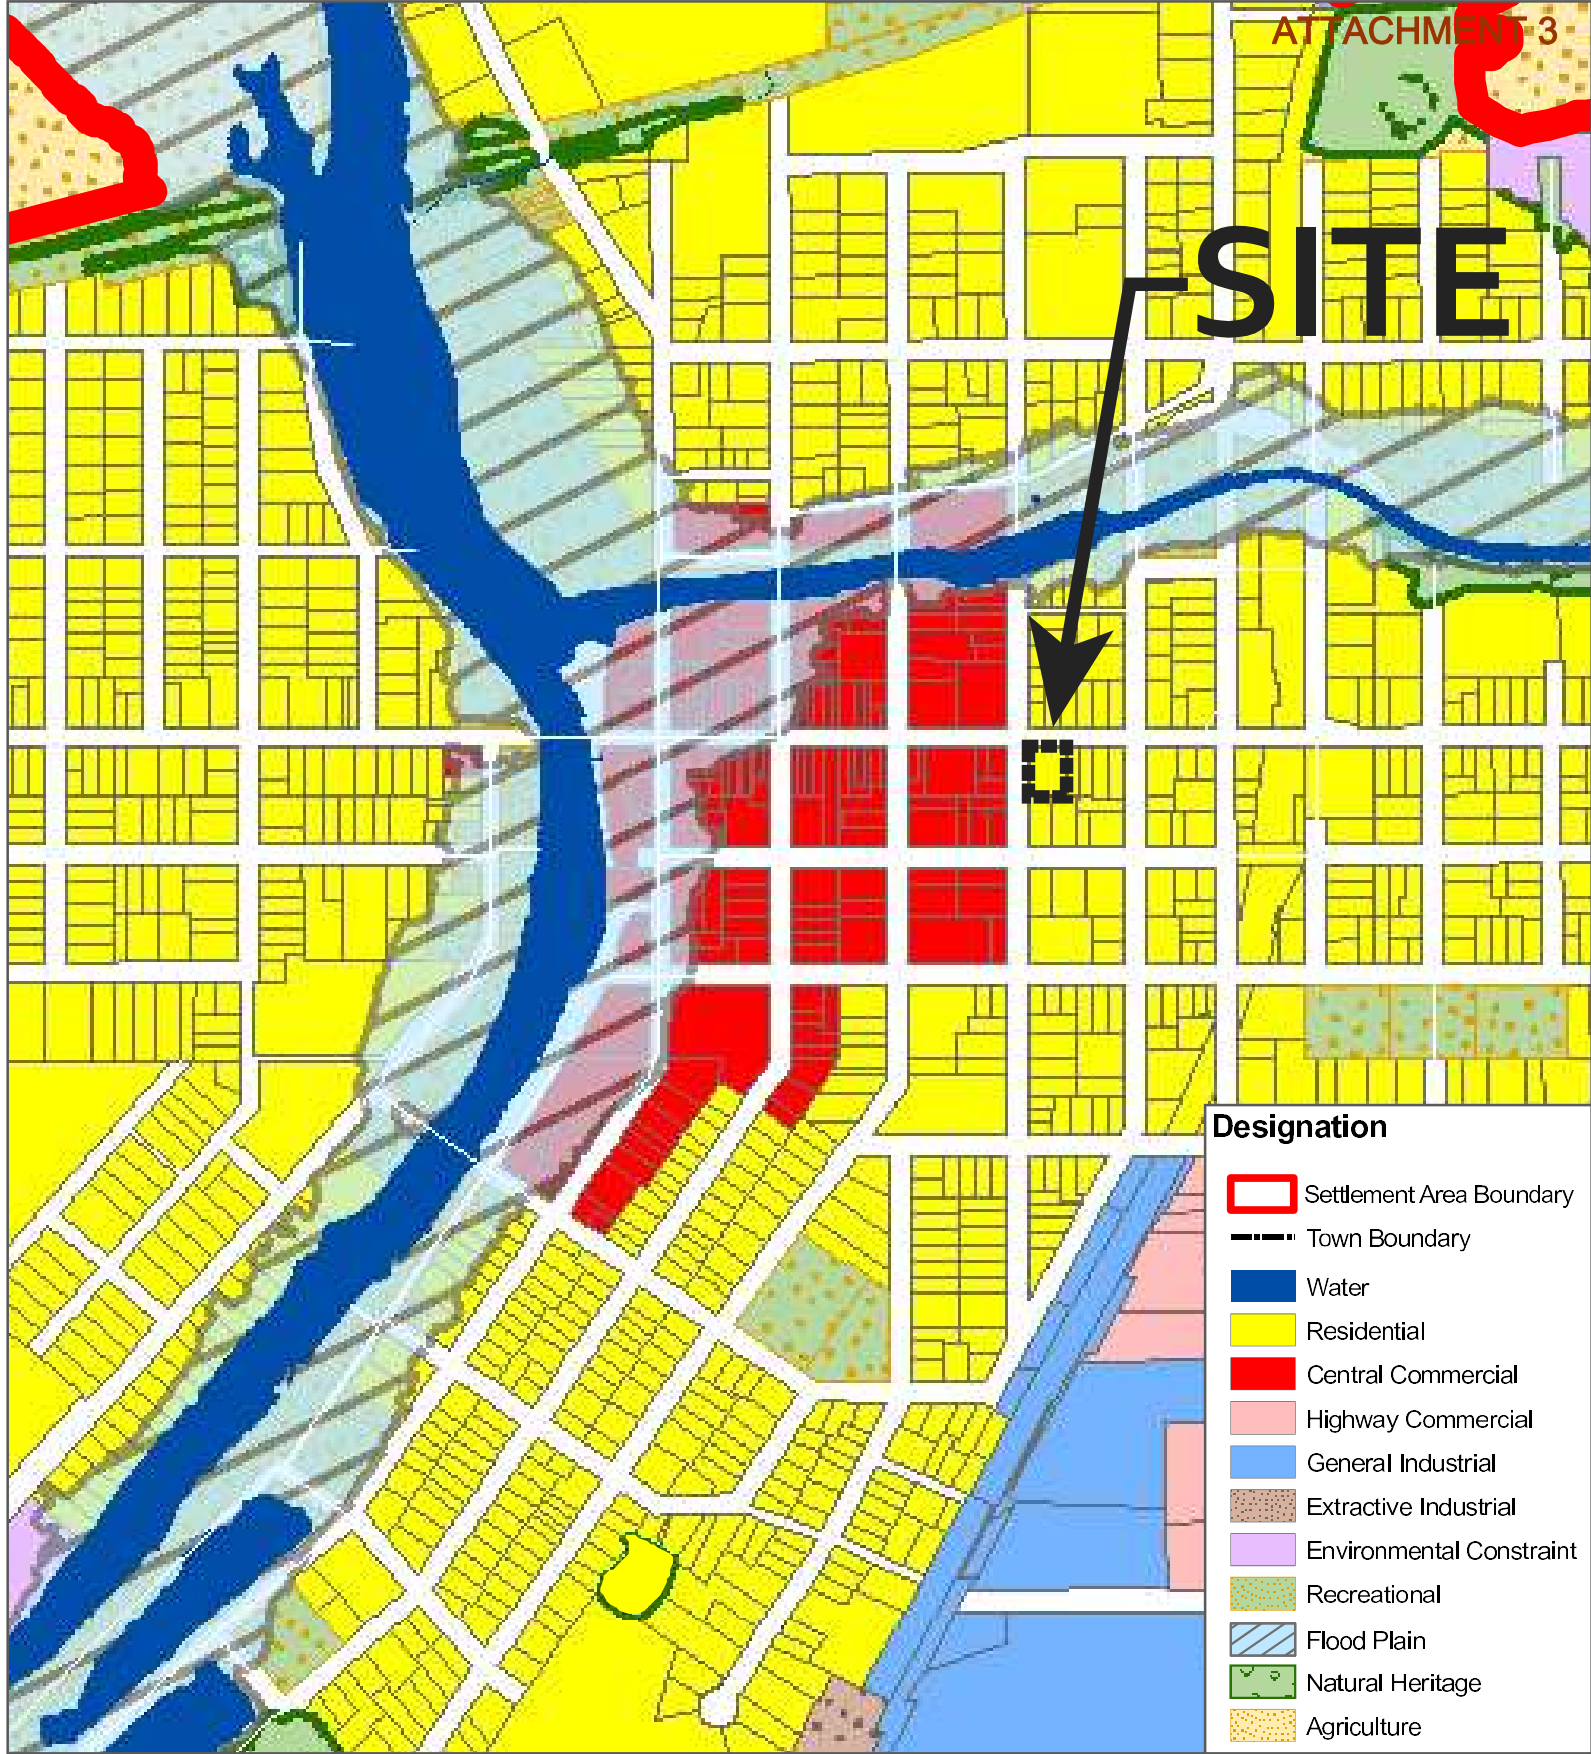 ATTACHMENT 3
SITE
Designation
Settlement Area Boundary
Town Boundary
Water
Residential
Central Commercial
Highway Commercial
General Industrial
Extractive Industrial
Environmental Constraint
Recreational
Flood Plain
Natural Heritage
Agriculture